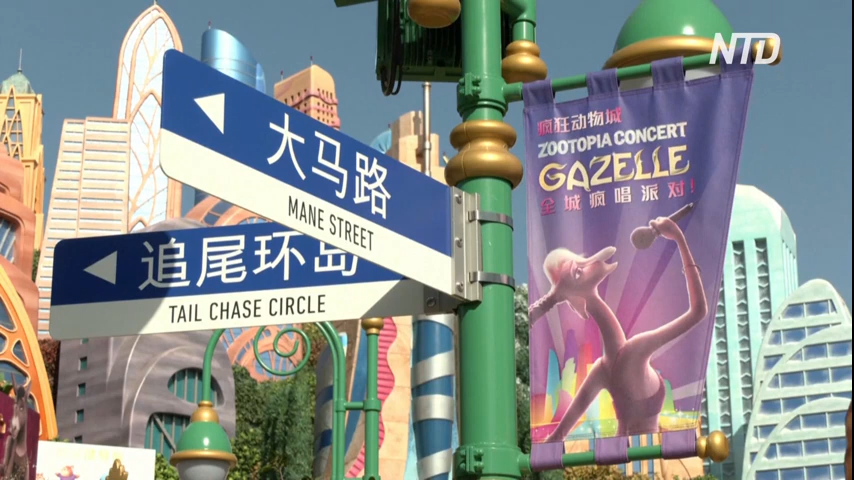 NTD
大马路
MANE STREET
追尾环岛
TAIL CHASE CIRCLE
疯狂动物城
ZOOTOPIA CONCERT
GAZELLE
全城疯唱派对!